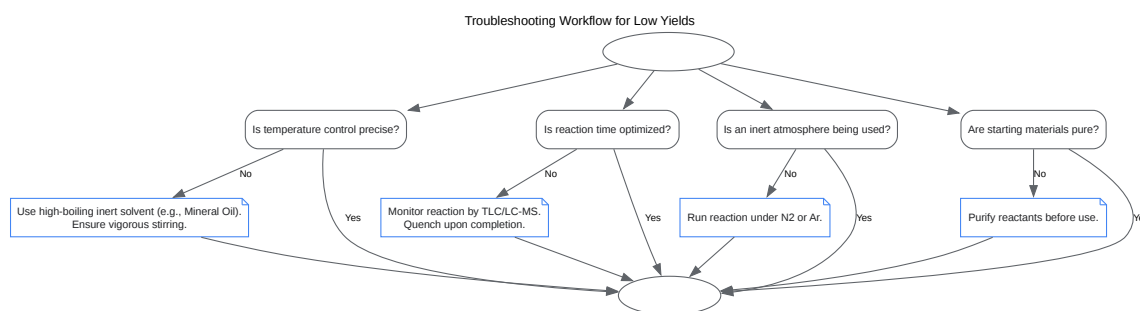 Troubleshooting Workflow for Low Yields
Is temperature control precise?
Is reaction time optimized?
Is an inert atmosphere being used?
Are starting materials pure?
No
No
No
No
Use high-boiling inert solvent (e.g., Mineral Oil).
Ensure vigorous stirring.
Yes
Monitor reaction by TLC/LC-MS.
Quench upon completion.
Yes
Run reaction under N2 or Ar.
Yes
Purify reactants before use.